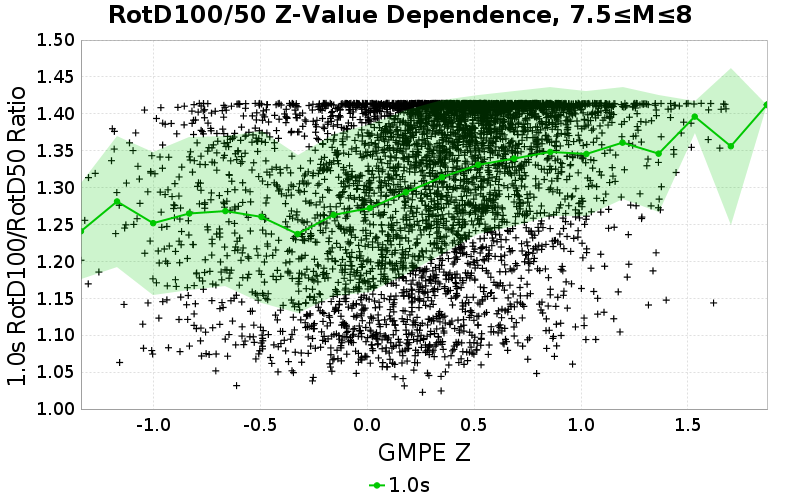 RotD100/50 Z-Value Dependence, 7.5≤M≤8
1.0s RotD100/RotD50 Ratio
1.50
1.45
1.40
1.35
1.30
1.25
1.20
1.15
1.10
1.05
1.00
-1.0 -0.5 0.0 0.5 1.0 1.5
GMPE Z
1.0s